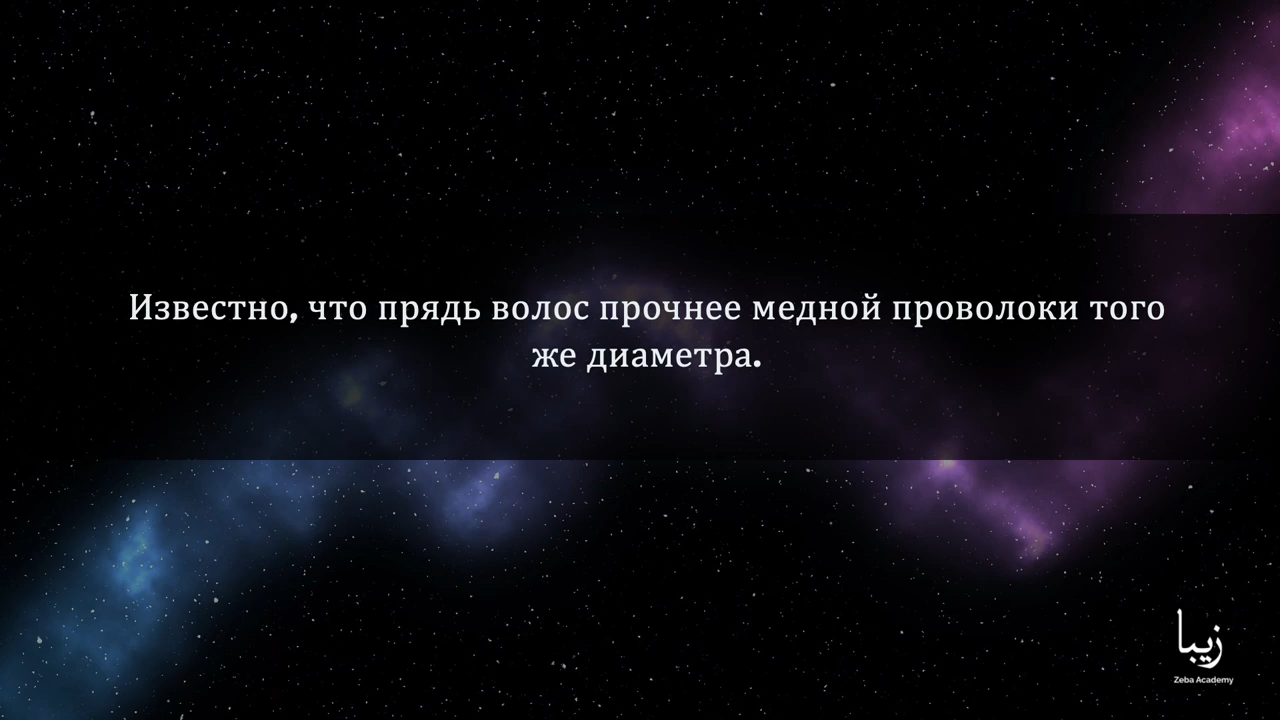 Известно, что прядь волос прочнее медной проволоки того
же диаметра.
زيبا
Zeba Academy